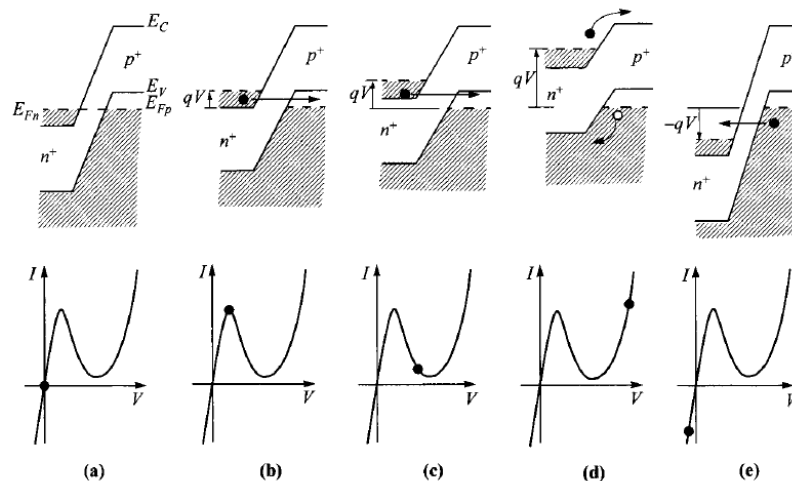 E_C
p+
E_V
E_Fn
E_Fp
n+
p+
qV
n+
p+
qV
n+
p+
qV
n+
-qV
n+
I
V
(a)
I
V
(b)
I
V
(c)
I
V
(d)
I
V
(e)